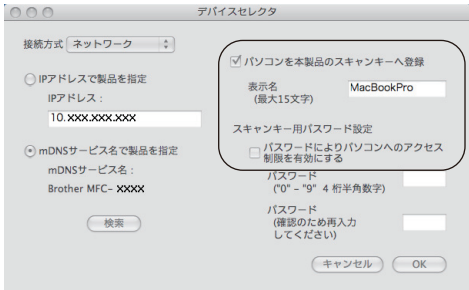 デバイスセレクタ
接続方式 ネットワーク
IPアドレスで製品を指定
IPアドレス：
10.xxx.xxx.xxx
mDNSサービス名で製品を指定
mDNSサービス名：
Brother MFC- XXXX
検索
パソコンを本製品のスキャンキーへ登録
表示名
(最大15文字)
MacBookPro
スキャンキー用パスワード設定
パスワードによりパソコンへのアクセス
制限を有効にする
パスワード
("0" – "9" 4 桁半角数字)
パスワード
(確認のため再入力
してください)
キャンセル
OK